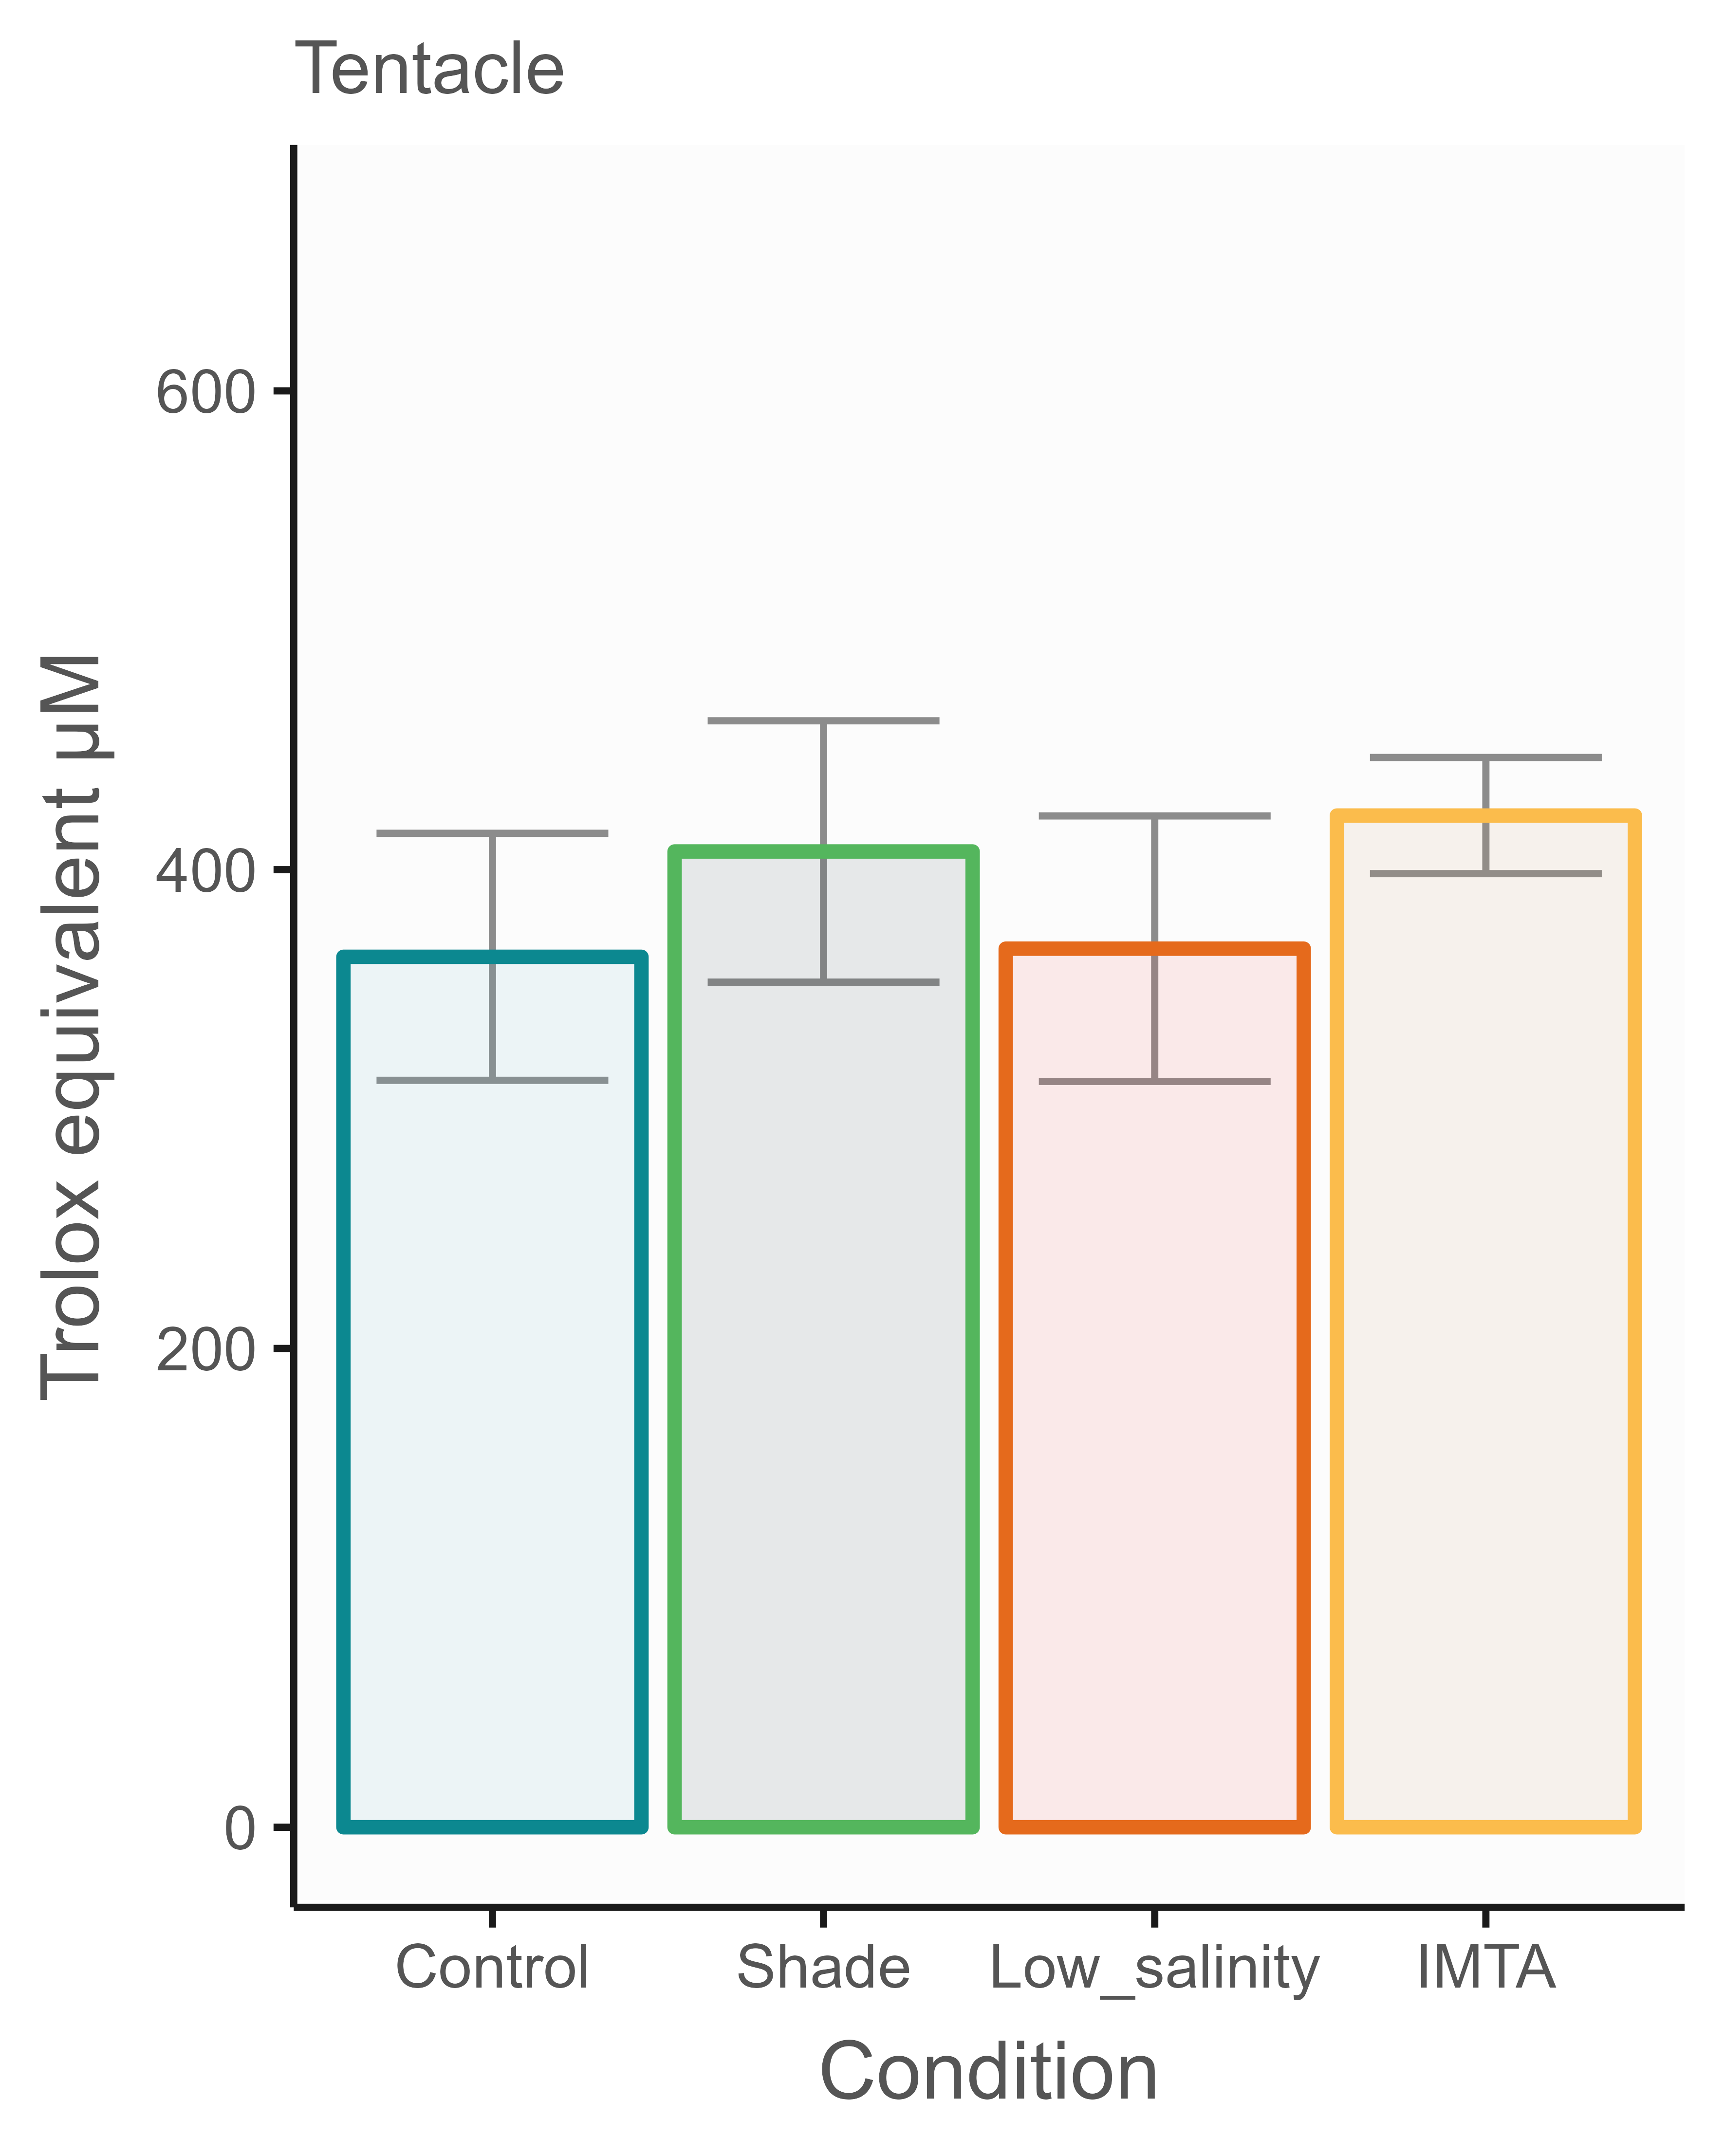 Tentacle
Trolox equivalent µM
600
400
200
0
Control Shade Low_salinity IMTA
Condition